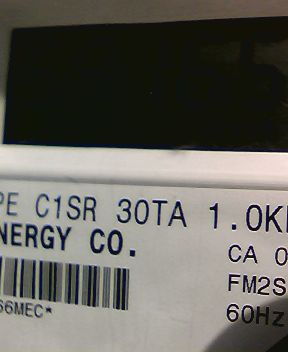 PE C1SR 30TA 1.0K
NERGY CO.
CA 0
FM2S
66MEC*
60Hz